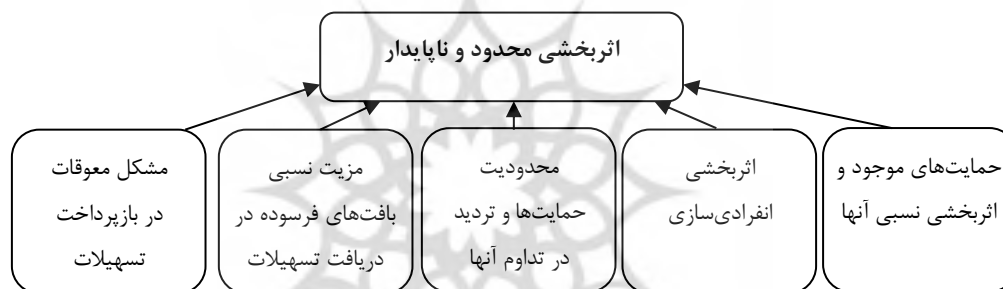 اثربخشی محدود و ناپایدار
حمایت‌های موجود و
اثربخشی نسبی آنها
اثربخشی
انفرادی‌سازی
محدودیت
حمایت‌ها و تردید
در تداوم آنها
مزیت نسبی
بافت‌های فرسوده در
دریافت تسهیلات
مشکل معوقات
در بازپرداخت
تسهیلات